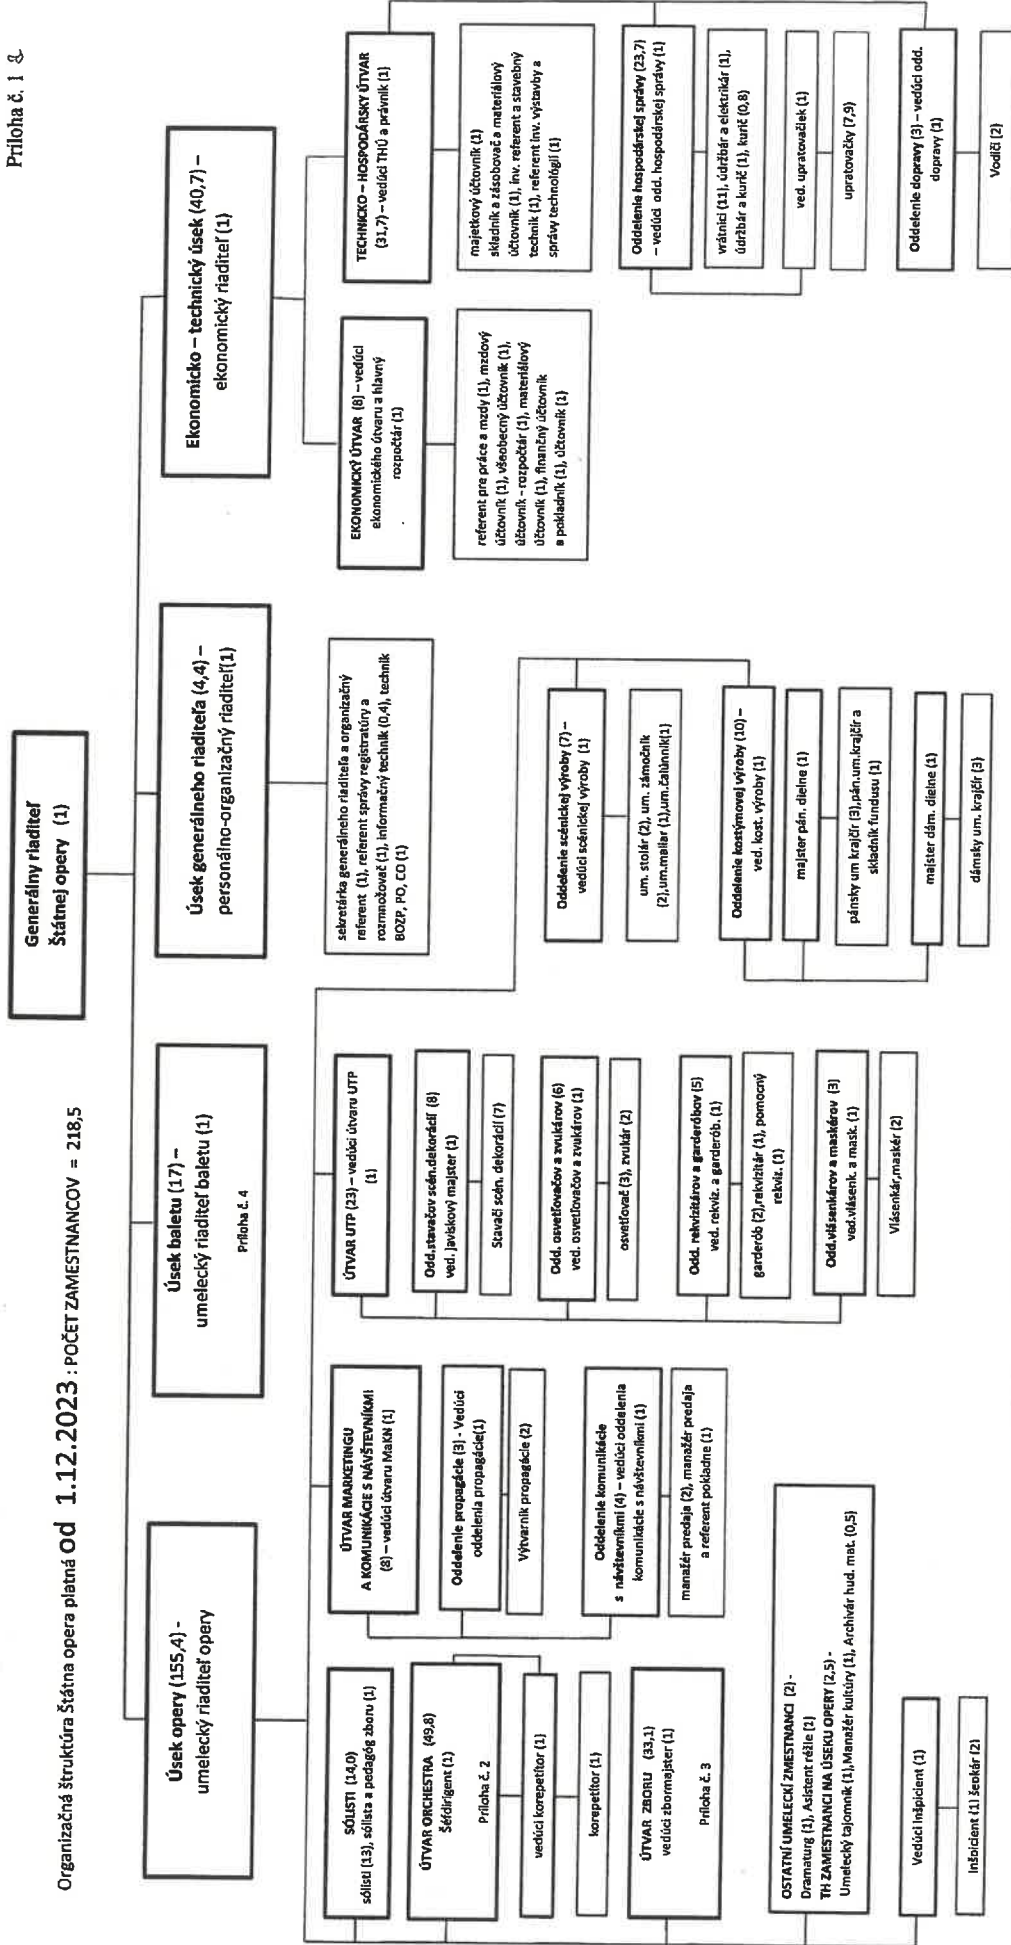 Príloha č. 1 a
Organizačná štruktúra Štátna opera platná od 1.12.2023 : POČET ZAMESTNANCOV = 218,5
Generálny riaditeľ
Štátnej opery (1)
Úsek opery (155,4) -
umelecký riaditeľ opery
Úsek baletu (17) –
umelecký riaditeľ baletu (1)
Príloha č. 4
Úsek generálneho riaditeľa (4,4) –
personálno-organizačný riaditeľ(1)
Ekonomicko – technický úsek (40,7) –
ekonomický riaditeľ (1)
SÓLISTI (14,0)
sólisti (13), sólista a pedagóg zboru (1)
ÚTVAR ORCHESTRA (49,8)
Šéfdirigent (1)
Príloha č. 2
vedúci korepetítor (1)
korepetítor (1)
ÚTVAR ZBORU (33,1)
vedúci zbormajster (1)
Príloha č. 3
OSTATNÍ UMELECKÍ ZMESTNANCI (2) -
Dramaturg (1), Asistent réžie (1)
TH ZAMESTNANCI NA ÚSEKU OPERY (2,5) -
Umelecký tajomník (1),Manažér kultúry (1), Archivár hud. mat. (0,5)
Vedúci inšpicient (1)
Inšpicient (1) šepkár (2)
ÚTVAR MARKETINGU
A KOMUNIKÁCIE S NÁVŠTEVNÍKMI
(8) – vedúci útvaru MaKN (1)
Oddelenie propagácie (3) - Vedúci
oddelenia propagácie(1)
Výtvarník propagácie (2)
Oddelenie komunikácie
s návštevníkmi (4) – vedúci oddelenia
komunikácie s návštevníkmi (1)
manažér predaja (2), manažér predaja
a referent pokladne (1)
ÚTVAR UTP (23) – vedúci útvaru UTP
(1)
Odd.stavačov scén.dekorácií (8)
ved. javiskový majster (1)
Stavači scén. dekorácií (7)
Odd. osvetľovačov a zvukárov (6)
ved. osvetľovačov a zvukárov (1)
osvetľovač (3), zvukár (2)
Odd. rekvizitárov a garderóbov (5)
ved. rekviz. a garderób. (1)
garderób (2),rekvizitár (1), pomocný
rekviz. (1)
Odd.vlásenkárov a maskérov (3)
ved.vlásenk. a mask. (1)
Vlásenkár,maskér (2)
sekretárka generálneho riaditeľa a organizačný
referent (1), referent správy registratúry a
rozmnožovač (1), informačný technik (0,4), technik
BOZP, PO, CO (1)
Oddelenie scénickej výroby (7) –
vedúci scénickej výroby (1)
um. stolár (2), um. zámočník
(2),um.maliar (1),um.čalúnnik(1)
Oddelenie kostýmovej výroby (10) –
ved. kost. výroby (1)
majster pán. dielne (1)
pánsky um krajčír (3),pán.um.krajčír a
skladník fundusu (1)
majster dám. dielne (1)
dámsky um. krajčír (3)
EKONOMICKÝ ÚTVAR (8) – vedúci
ekonomického útvaru a hlavný
rozpočtár (1)
referent pre práce a mzdy (1), mzdový
účtovník (1), všeobecný účtovník (1),
účtovník – rozpočtár (1), materiálový
účtovník (1), finančný účtovník
a pokladník (1), účtovník (1)
TECHNICKO – HOSPODÁRSKY ÚTVAR
(31,7) – vedúci THÚ a právnik (1)
majetkový účtovník (1)
skladník a zásobovač a materiálový
účtovník (1), inv. referent a stavebný
technik (1), referent inv. výstavby a
správy technológií (1)
Oddelenie hospodárskej správy (23,7)
– vedúci odd. hospodárskej správy (1)
vrátnici (11), údržbár a elektrikár (1),
údržbár a kurič (1), kurič (0,8)
ved. upratovačiek (1)
upratovačky (7,9)
Oddelenie dopravy (3) – vedúci odd.
dopravy (1)
Vodiči (2)